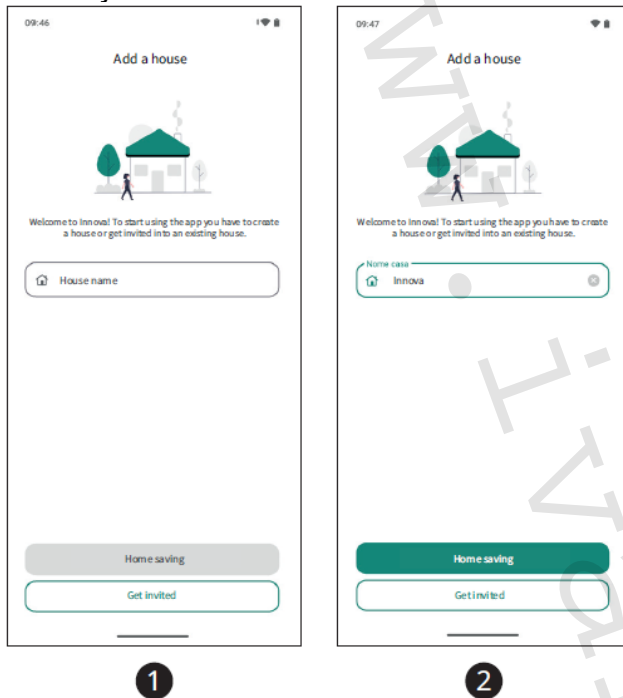 09:46
Add a house
Welcome to Innova! To start using the app you have to create
a house or get invited into an existing house.
House name
Home saving
Get invited
1
09:47
Add a house
Welcome to Innova! To start using the app you have to create
a house or get invited into an existing house.
Nome casa
Innova
Home saving
Get invited
2